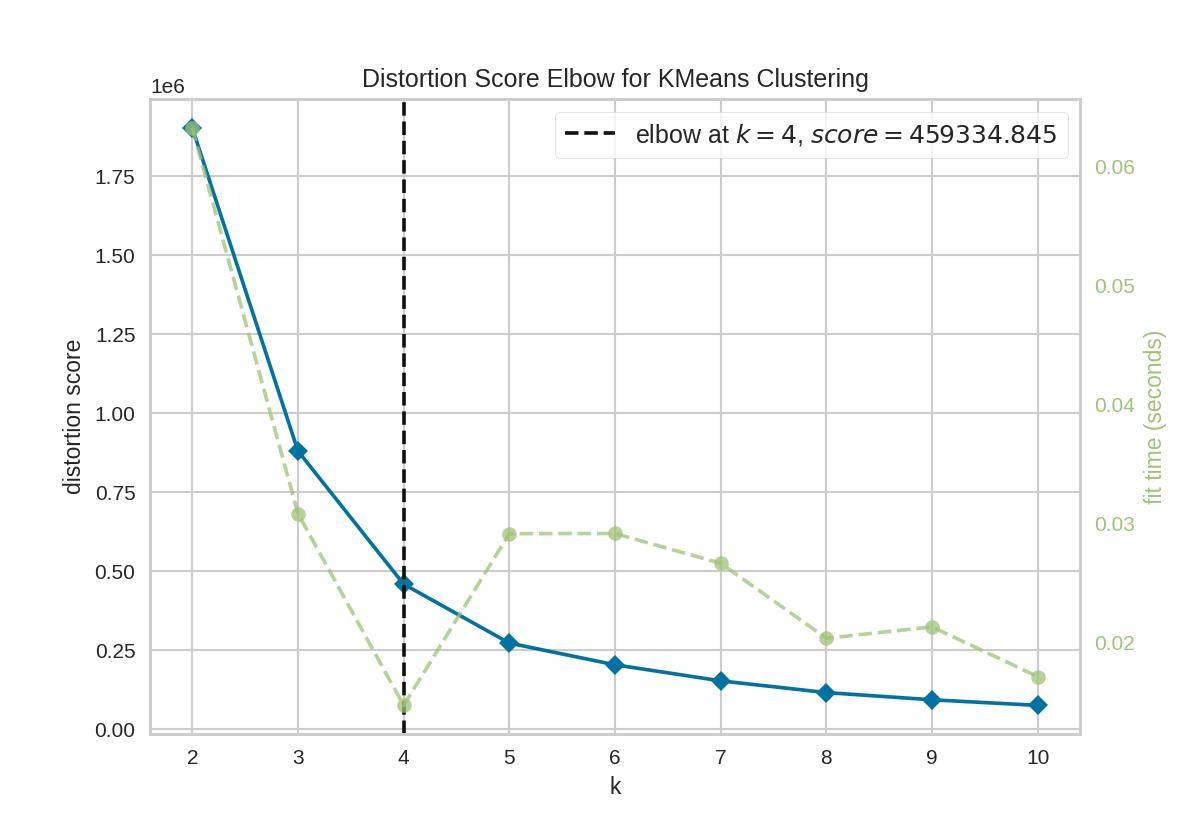 Distortion Score Elbow for KMeans Clustering
1e6
elbow at k = 4, score = 459334.845
1.75
1.50
1.25
1.00
0.75
0.50
0.25
0.00
distortion score
0.06
0.05
0.04
0.03
0.02
fit time (seconds)
2 3 4 5 6 7 8 9 10
k